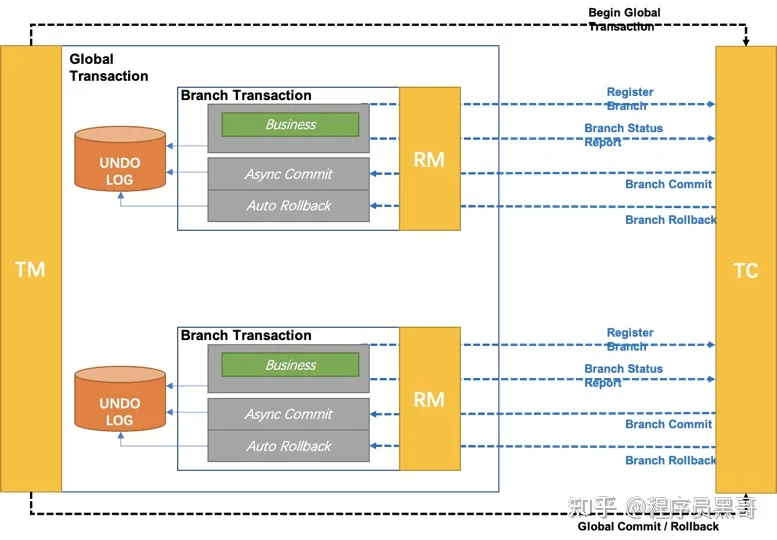 Begin Global
Transaction
Global
Transaction
Branch Transaction
Business
UNDO
LOG
Async Commit
Auto Rollback
RM
Register
Branch
Branch Status
Report
Branch Commit
Branch Rollback
TM
TC
Branch Transaction
Business
UNDO
LOG
Async Commit
Auto Rollback
RM
Register
Branch
Branch Status
Report
Branch Commit
Branch Rollback
知乎 @程序员黑哥
Global Commit / Rollback